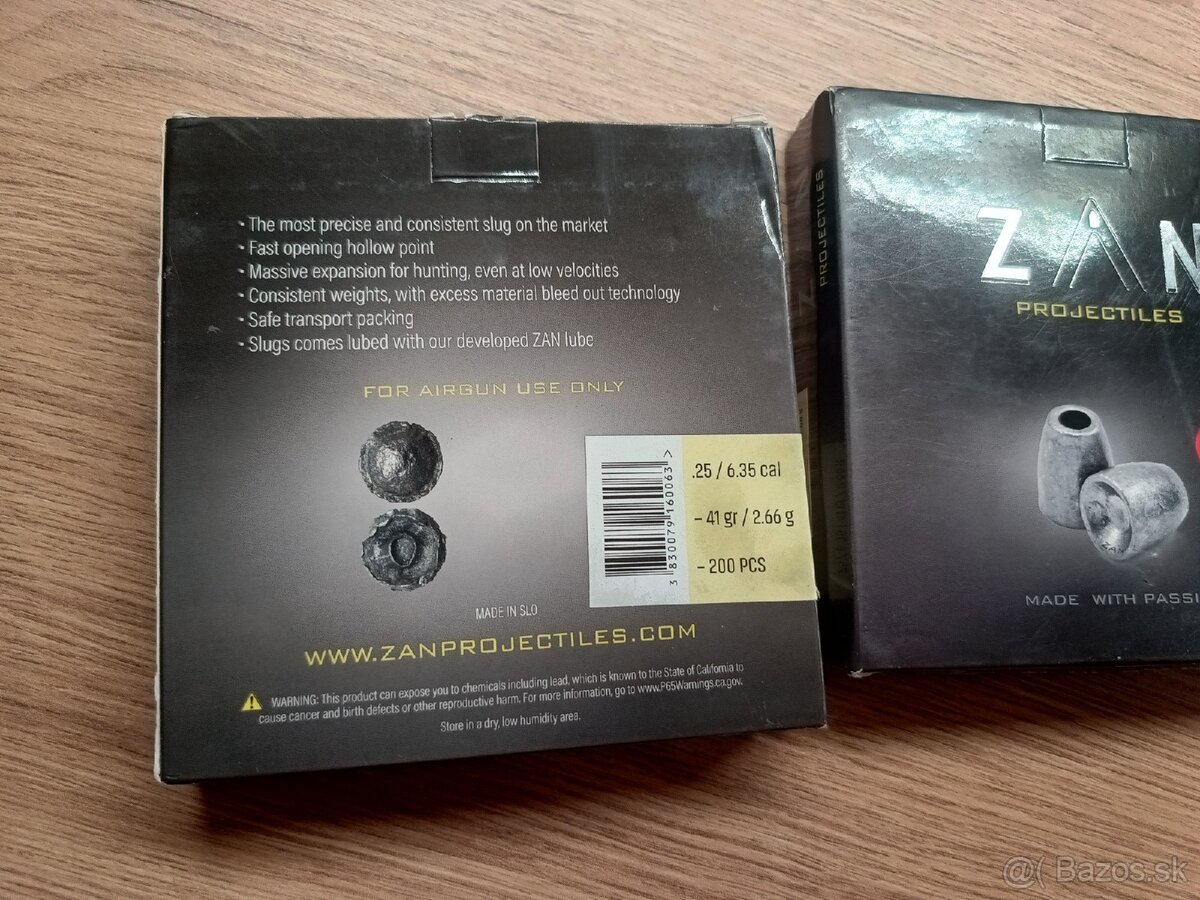 - The most precise and consistent slug on the market
- Fast opening hollow point
- Massive expansion for hunting, even at low velocities
- Consistent weights, with excess material bleed out technology
- Safe transport packing
- Slugs comes lubed with our developed ZAN lube
FOR AIRGUN USE ONLY
.25 / 6.35 cal
- 41 gr / 2.66 g
- 200 PCS
3 830079 160063 >
MADE IN SLO
WWW.ZANPROJECTILES.COM
WARNING: This product can expose you to chemicals including lead, which is known to the State of California to
cause cancer and birth defects or other reproductive harm. For more information, go to www.P65Warnings.ca.gov.
Store in a dry, low humidity area.
PROJECTILES
ZAN
PROJECTILES
ZAN
MADE WITH PASSI
@( Bazos.sk